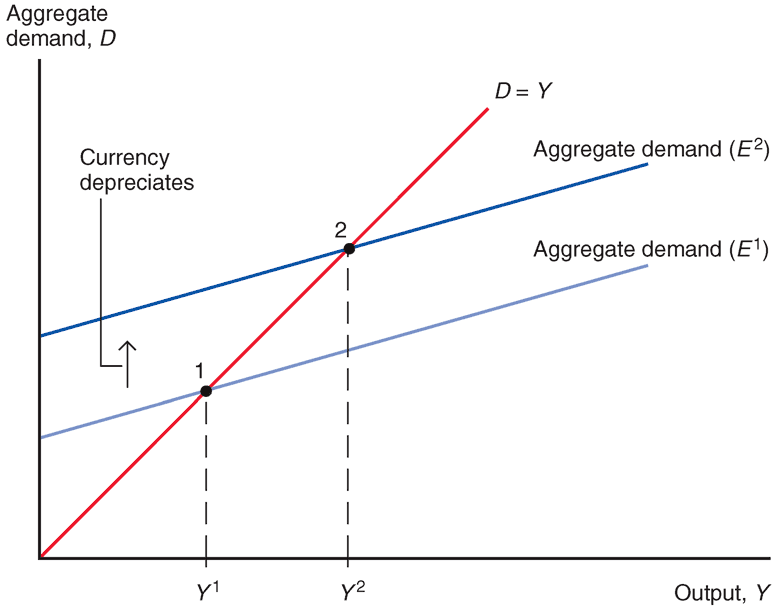 Aggregate
demand, D
D = Y
Aggregate demand (E²)
Currency
depreciates
2
Aggregate demand (E¹)
1
Y¹
Y²
Output, Y